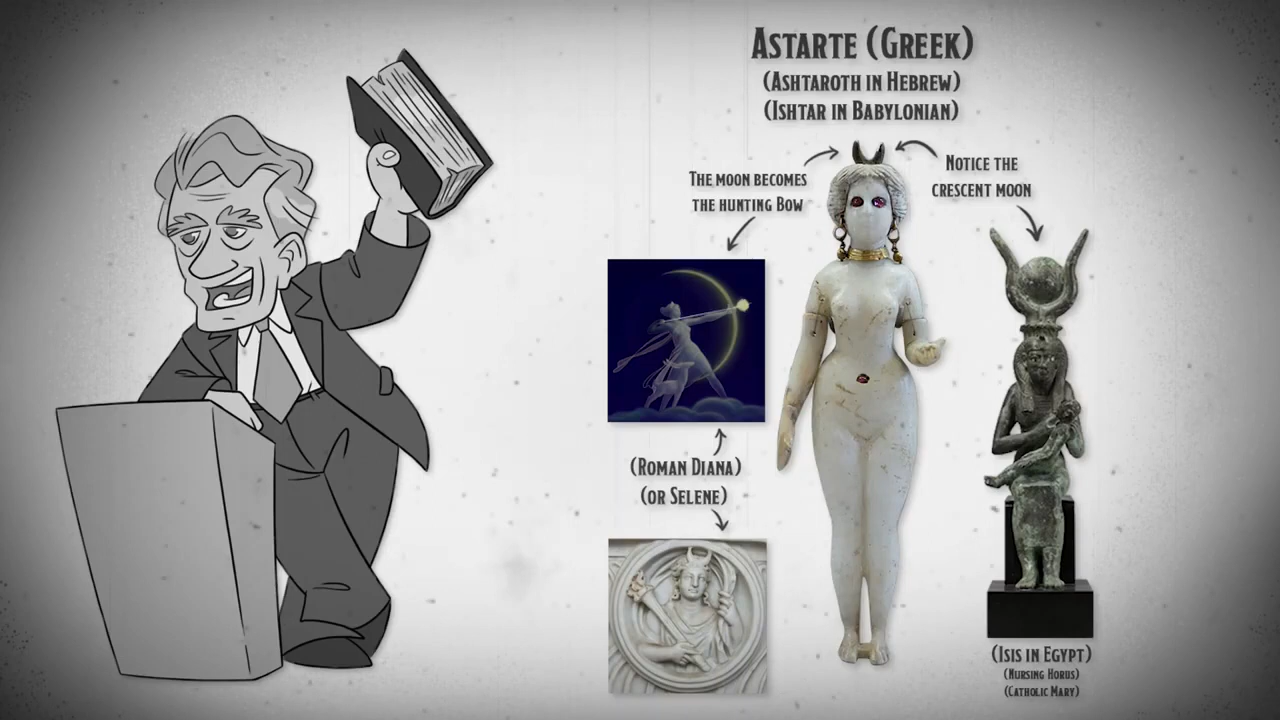 Astarte (Greek)
(Ashtaroth in Hebrew)
(Ishtar in Babylonian)
The moon becomes
the hunting Bow
Notice the
crescent moon
(Roman Diana)
(or Selene)
(Isis in Egypt)
(Nursing Horus)
(Catholic Mary)